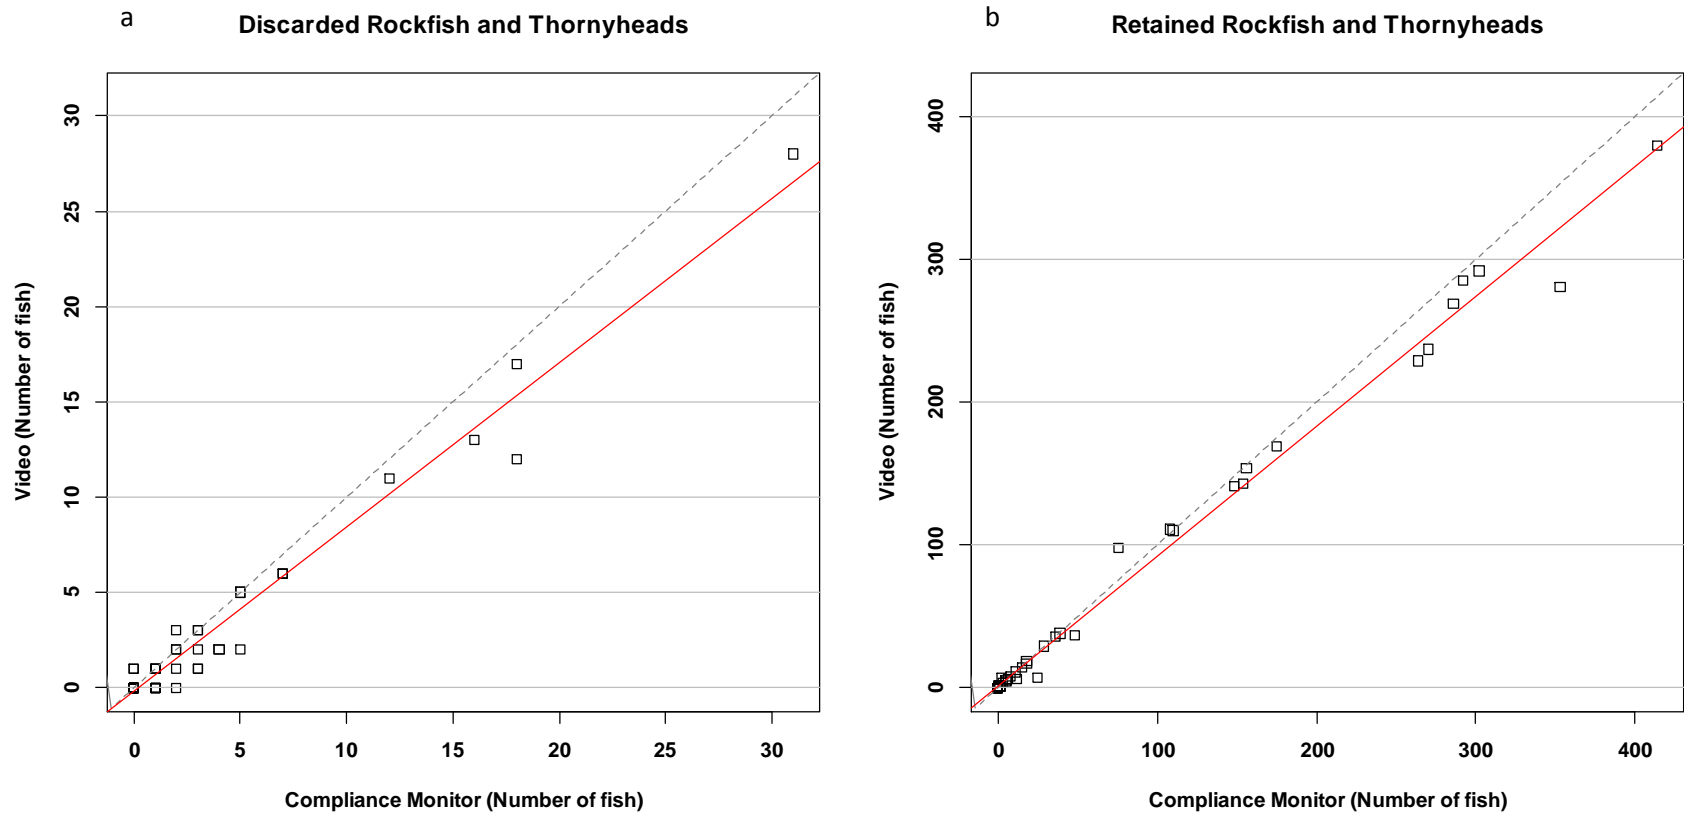 a
Discarded Rockfish and Thornyheads
Video (Number of fish)
30
25
20
15
10
5
0
0 5 10 15 20 25 30
Compliance Monitor (Number of fish)
b
Retained Rockfish and Thornyheads
Video (Number of fish)
400
300
200
100
0
0 100 200 300 400
Compliance Monitor (Number of fish)